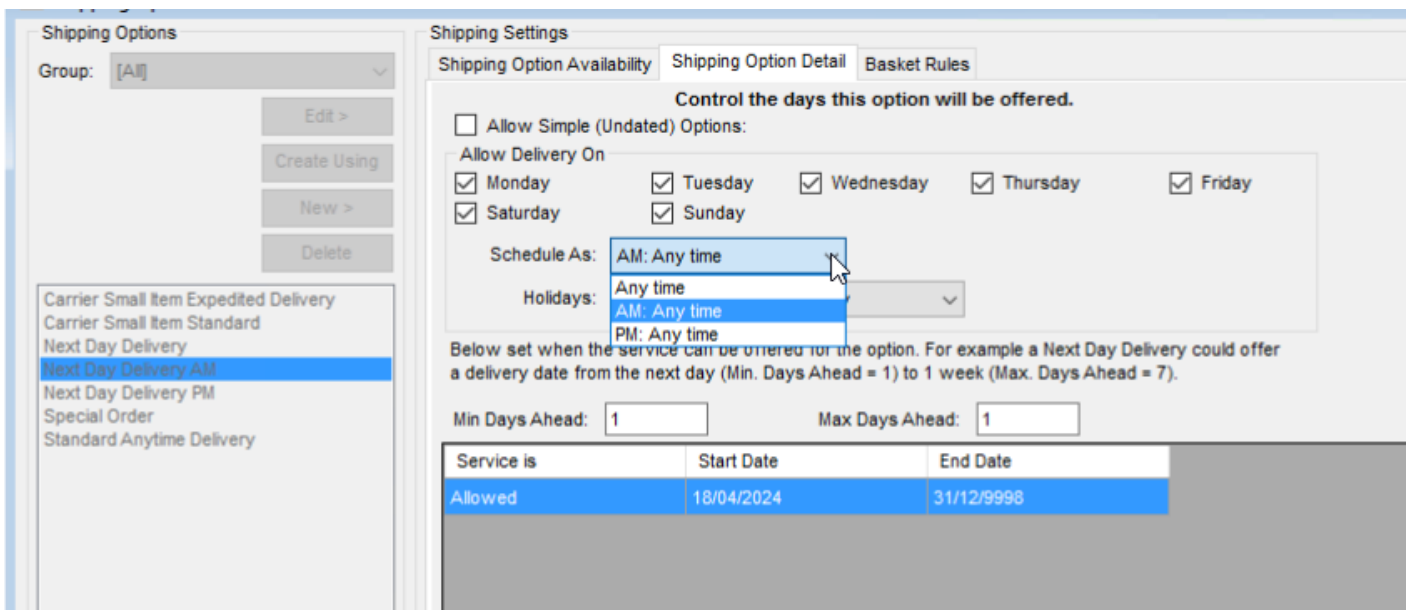 Shipping Options
Group: [All]
Edit >
Create Using
New >
Delete
Carrier Small Item Expedited Delivery
Carrier Small Item Standard
Next Day Delivery
Next Day Delivery AM
Next Day Delivery PM
Special Order
Standard Anytime Delivery
Shipping Settings
Shipping Option Availability Shipping Option Detail Basket Rules
Control the days this option will be offered.
Allow Simple (Undated) Options:
Allow Delivery On
Monday Tuesday Wednesday Thursday Friday
Saturday Sunday
Schedule As: AM: Any time
Any time
Holidays:
AM: Any time
PM: Any time
Below set when the service can be offered for the option. For example a Next Day Delivery could offer
a delivery date from the next day (Min. Days Ahead = 1) to 1 week (Max. Days Ahead = 7).
Min Days Ahead: 1 Max Days Ahead: 1
Service is Start Date End Date
Allowed 18/04/2024 31/12/9998